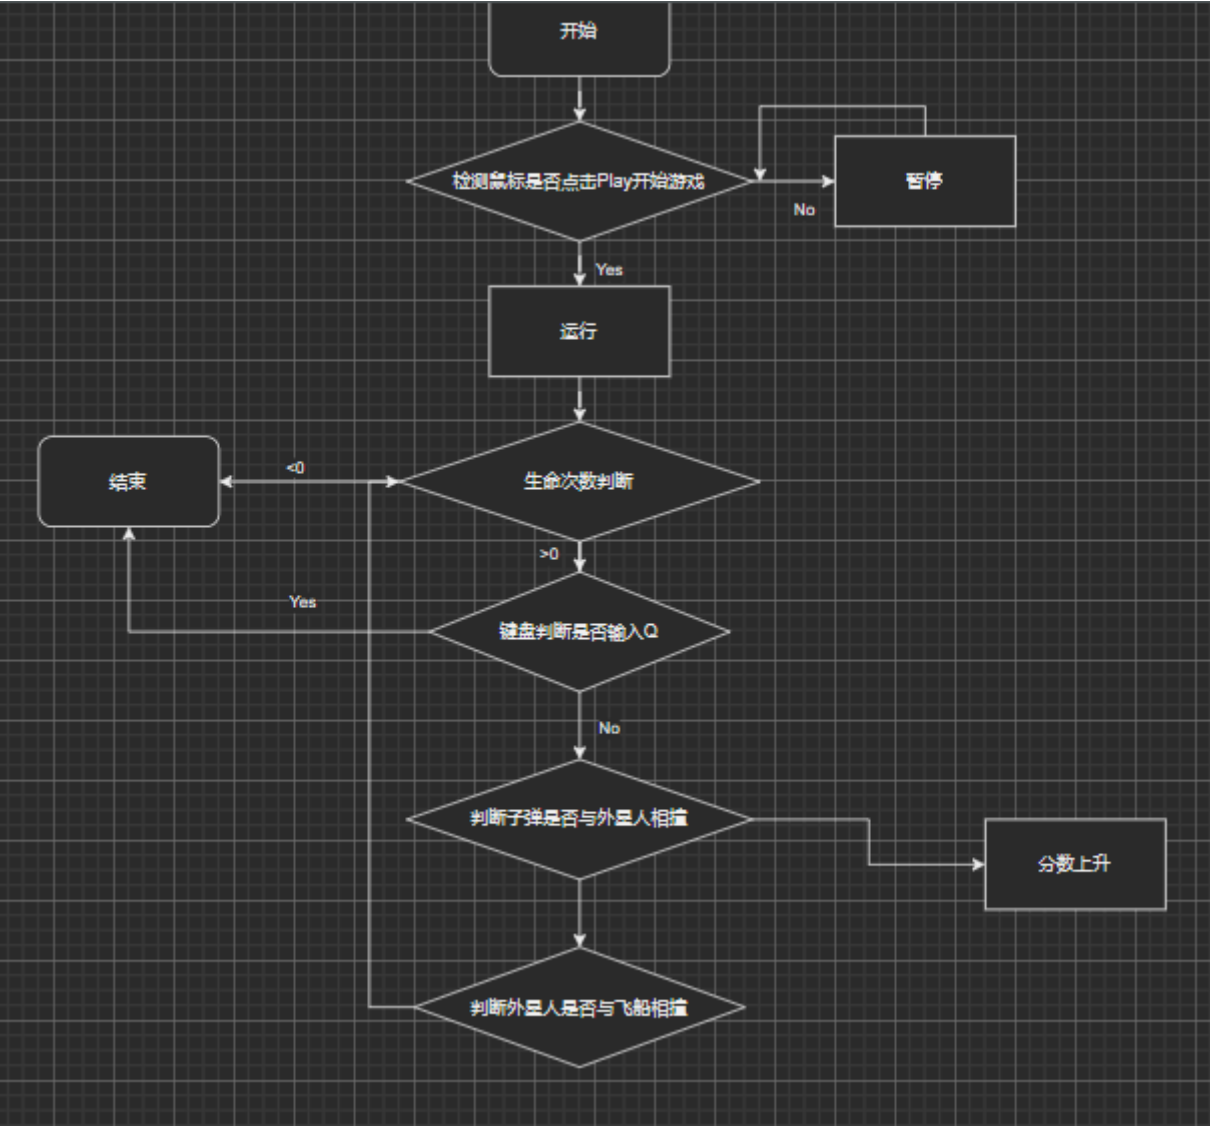 开始
检测鼠标是否点击Play开始游戏
暂停
No
Yes
运行
结束
<0
生命次数判断
>0
Yes
键盘判断是否输入Q
No
判断子弹是否与外星人相撞
分数上升
判断外星人是否与飞船相撞